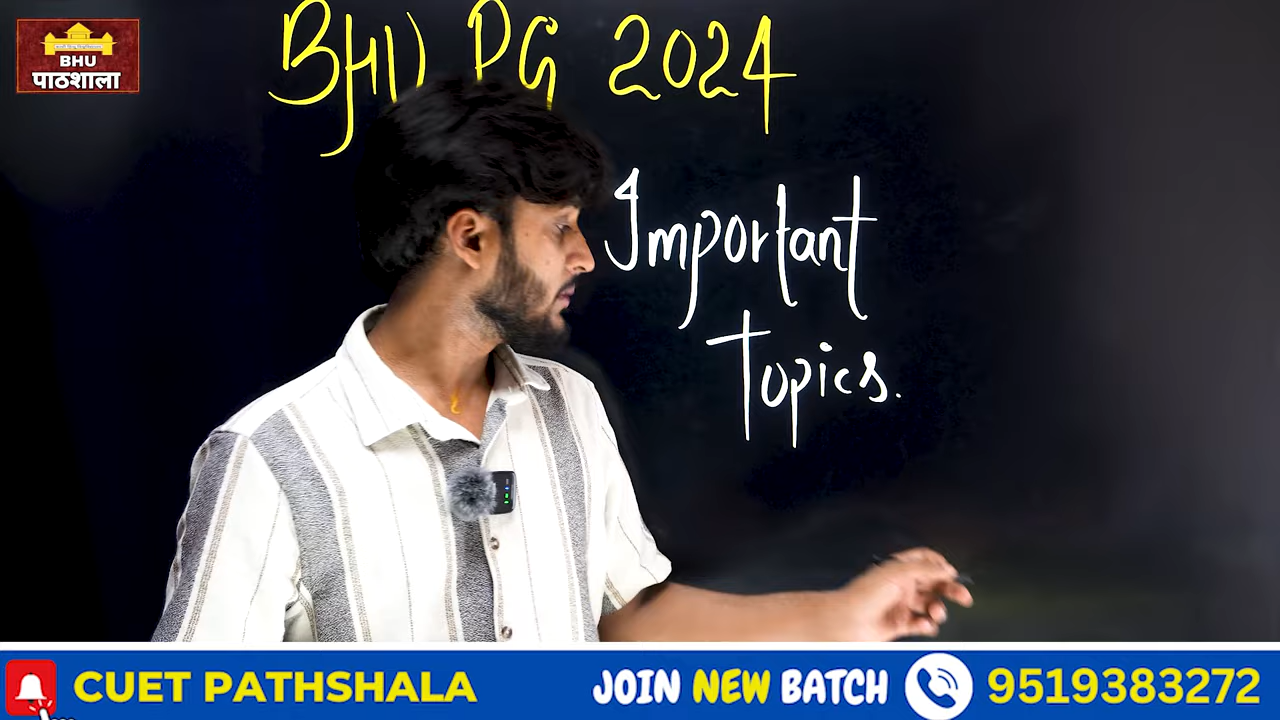 BHU PG 2024
BHU
पाठशाला
Important
Topics.
CUET PATHSHALA
JOIN NEW BATCH
9519383272